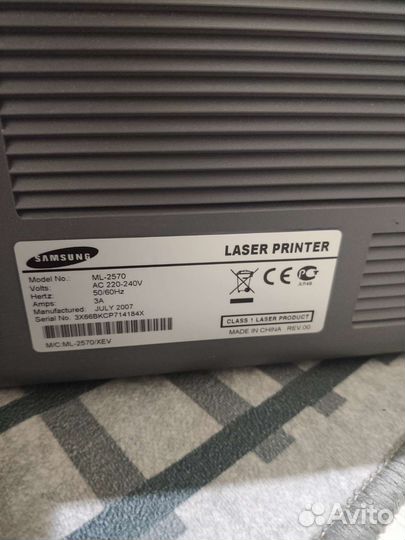 SAMSUNG
LASER PRINTER
Model No.: ML-2570
Volts: AC 220-240V
Hertz: 50/60Hz
Amps: 3A
Manufactured: JULY 2007
Serial No. 3X66BKCP714184X
CE
CLASS 1 LASER PRODUCT
MADE IN CHINA REV.00
M/C:ML-2570/XEV
Avito